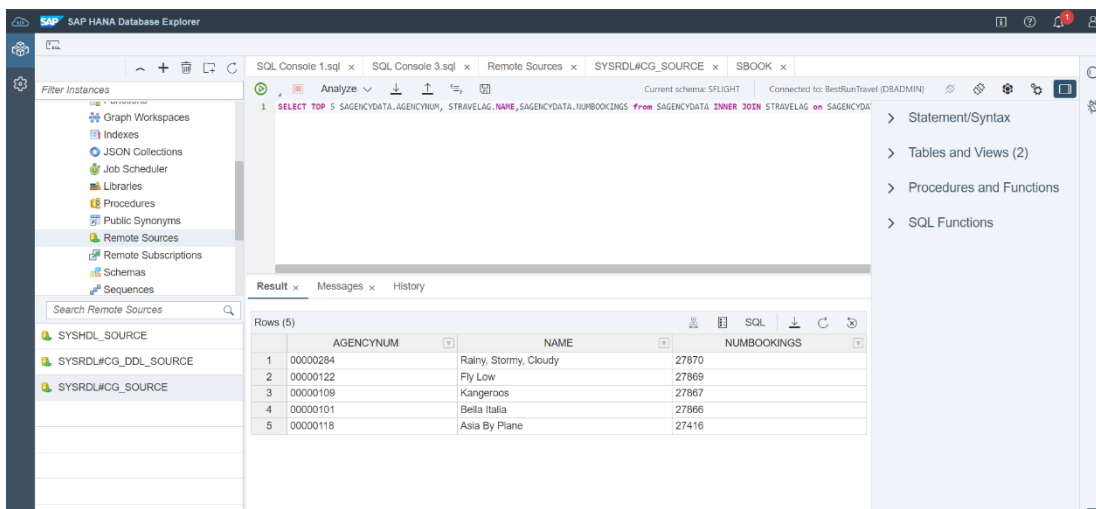 SAP SAP HANA Database Explorer
1
SQL Console 1.sql × SQL Console 3.sql × Remote Sources × SYSRDL#CG_SOURCE × SBOOK ×
Filter Instances
Analyze
Current schema: SFLIGHT
Connected to: BestRunTravel (DBADMIN)
1 SELECT TOP 5 SAGENCYDATA.AGENCYNUM, STRAVELAG.NAME,SAGENCYDATA.NUMBOOKINGS from SAGENCYDATA INNER JOIN STRAVELAG on SAGENCYDA
Functions
Graph Workspaces
Indexes
JSON Collections
Job Scheduler
Libraries
Procedures
Public Synonyms
Remote Sources
Remote Subscriptions
Schemas
Sequences
Statement/Syntax
Tables and Views (2)
Procedures and Functions
SQL Functions
Search Remote Sources
SYSHDL_SOURCE
SYSRDL#CG_DDL_SOURCE
SYSRDL#CG_SOURCE
Result × Messages × History
Rows (5)
SQL
AGENCYNUM NAME NUMBOOKINGS
1 00000284 Rainy, Stormy, Cloudy 27870
2 00000122 Fly Low 27869
3 00000109 Kangeroos 27867
4 00000101 Bella Italia 27866
5 00000118 Asia By Plane 27416